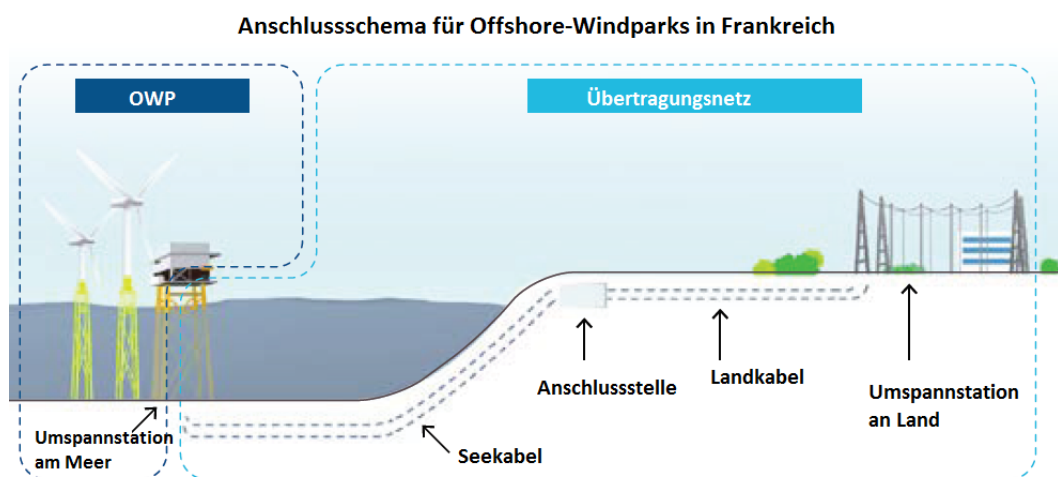 Anschlussschema für Offshore-Windparks in Frankreich
OWP
Übertragungsnetz
Anschlussstelle
Landkabel
Umspannstation
an Land
Umspannstation
am Meer
Seekabel